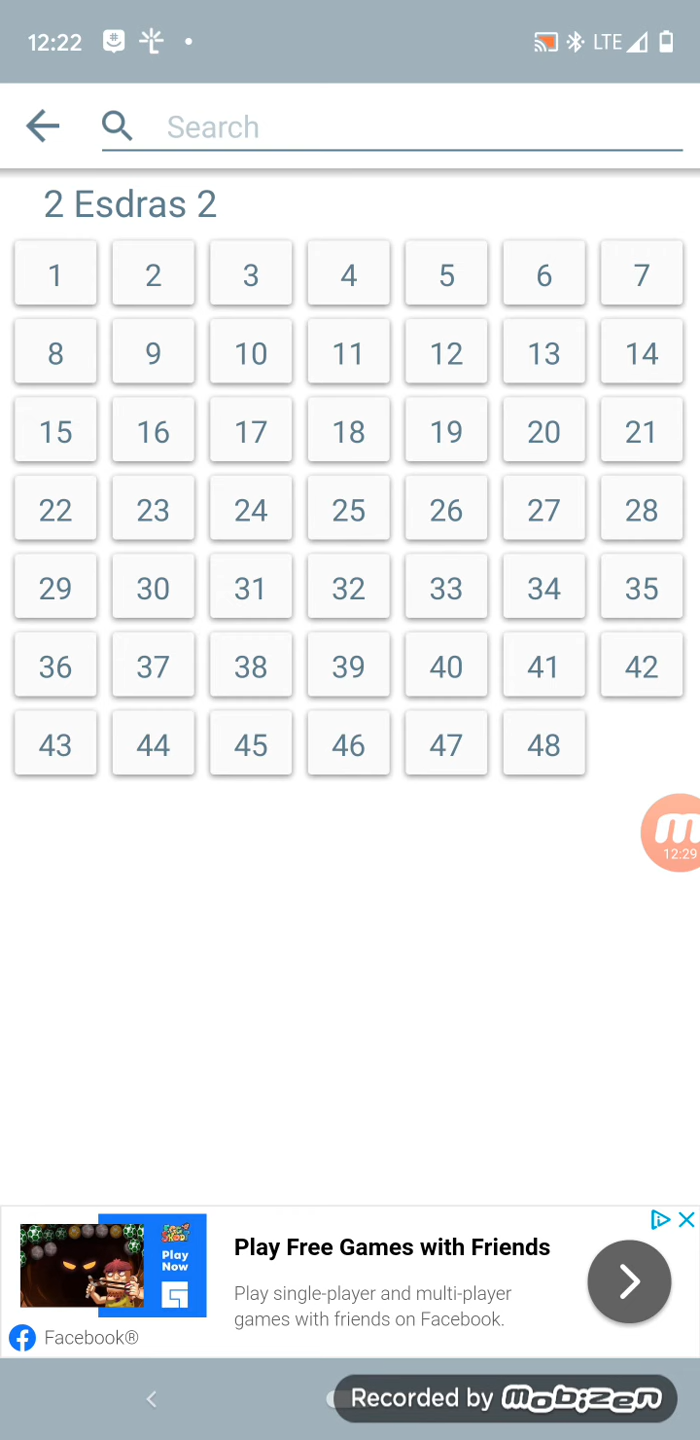 12:22 LTE
Search
2 Esdras 2
1 2 3 4 5 6 7
8 9 10 11 12 13 14
15 16 17 18 19 20 21
22 23 24 25 26 27 28
29 30 31 32 33 34 35
36 37 38 39 40 41 42
43 44 45 46 47 48
m
12:29
Play
Now
Play Free Games with Friends
Play single-player and multi-player
games with friends on Facebook.
Facebook®
Recorded by mobizen